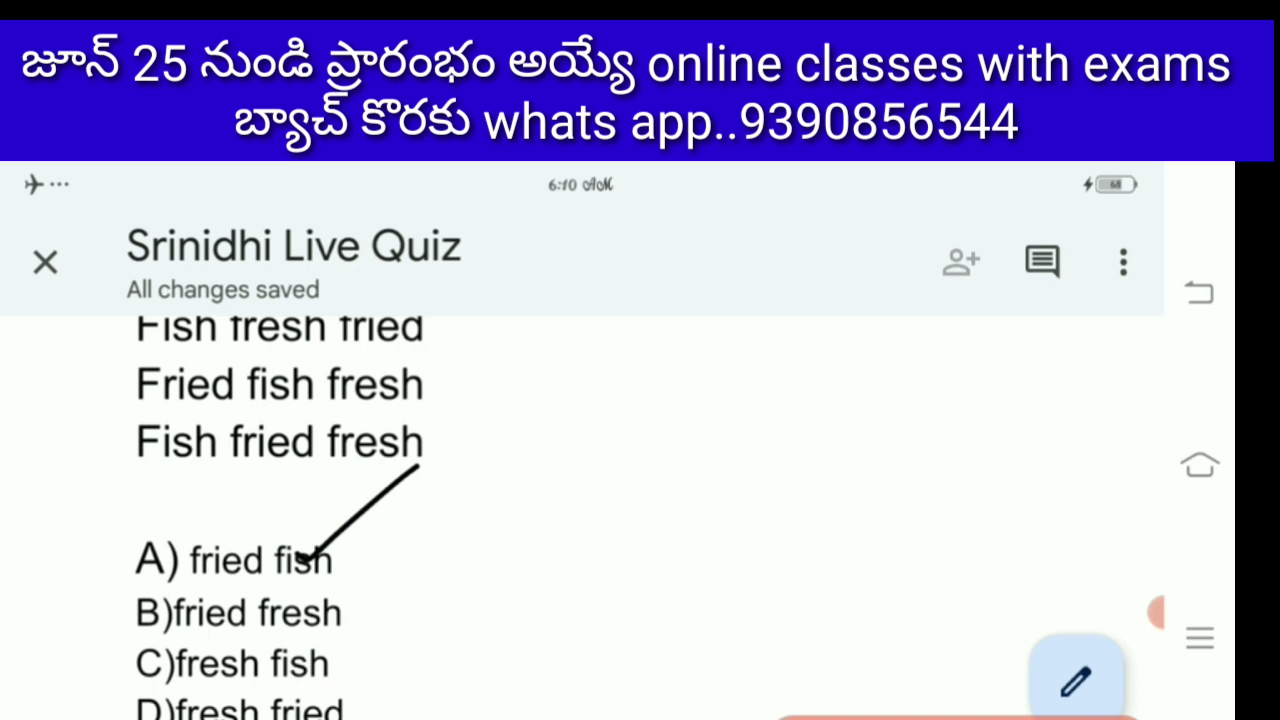 జూన్ 25 నుండి ప్రారంభం అయ్యే online classes with exams
బ్యాచ్ కొరకు whats app..9390856544
6:10
68
Srinidhi Live Quiz
All changes saved
Fish fresh fried
Fried fish fresh
Fish fried fresh
A) fried fish
B)fried fresh
C)fresh fish
D)fresh fried